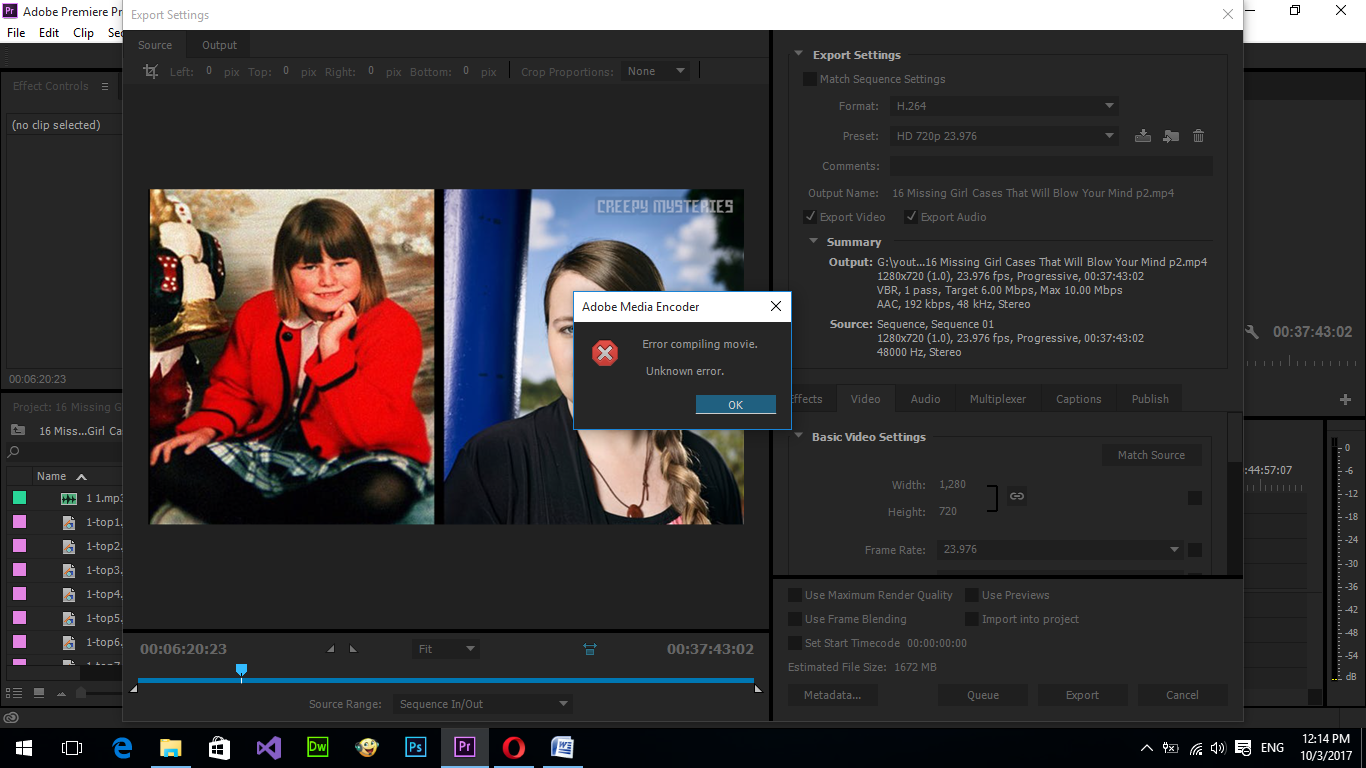 Adobe Premiere Pr
Export Settings
File Edit Clip Se
Source Output
Left: 0 pix Top: 0 pix Right: 0 pix Bottom: 0 pix Crop Proportions: None
Effect Controls
(no clip selected)
00:06:20:23
Project: 16 Missing G
16 Miss...Girl Ca
Name
1 1.mp3
1-top1.
1-top2.
1-top3.
1-top4.
1-top5.
1-top6.
1-top7.
CREEPY MYSTERIES
Adobe Media Encoder
Error compiling movie.
Unknown error.
OK
00:06:20:23 Fit 00:37:43:02
Source Range: Sequence In/Out
Export Settings
Match Sequence Settings
Format: H.264
Preset: HD 720p 23.976
Comments:
Output Name: 16 Missing Girl Cases That Will Blow Your Mind p2.mp4
Export Video Export Audio
Summary
Output: G:\yout...16 Missing Girl Cases That Will Blow Your Mind p2.mp4
1280x720 (1.0), 23.976 fps, Progressive, 00:37:43:02
VBR, 1 pass, Target 6.00 Mbps, Max 10.00 Mbps
AAC, 192 kbps, 48 kHz, Stereo
Source: Sequence, Sequence 01
1280x720 (1.0), 23.976 fps, Progressive, 00:37:43:02
48000 Hz, Stereo
ffects Video Audio Multiplexer Captions Publish
Basic Video Settings
Match Source
Width: 1,280
Height: 720
Frame Rate: 23.976
Use Maximum Render Quality Use Previews
Use Frame Blending Import into project
Set Start Timecode 00:00:00:00
Estimated File Size: 1672 MB
Metadata... Queue Export Cancel
00:37:43:02
:44:57:07
0
-6
-12
-18
-24
-30
-36
-42
-48
-54
dB
Dw Ps Pr
ENG
12:14 PM
10/3/2017